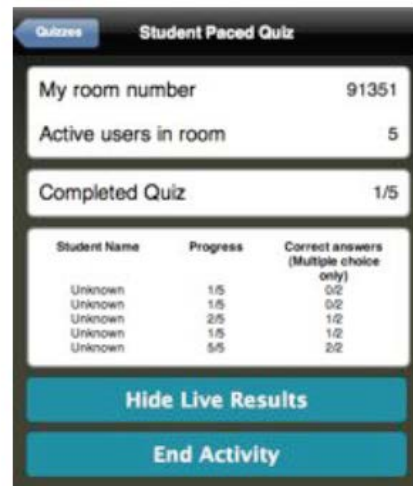 Quizzes Student Paced Quiz
My room number 91351
Active users in room 5
Completed Quiz 1/5
Student Name Progress Correct answers
(Multiple choice
only)
Unknown 1/5 0/2
Unknown 1/5 0/2
Unknown 2/5 1/2
Unknown 1/5 1/2
Unknown 5/5 2/2
Hide Live Results
End Activity